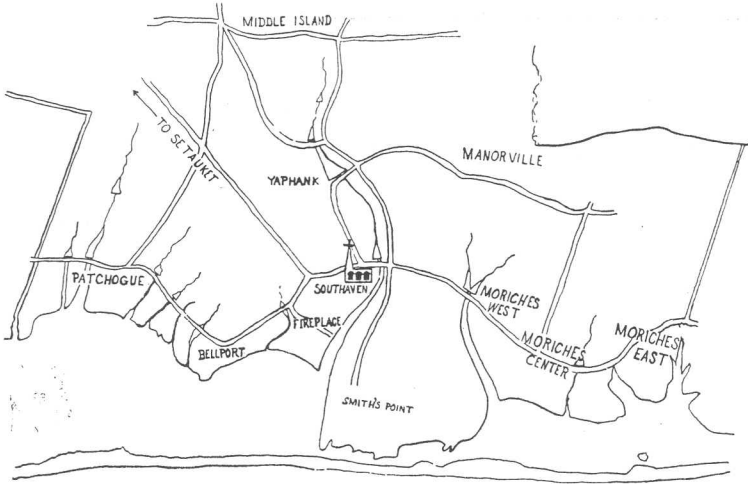 MIDDLE ISLAND
TO SETAUKET
MANORVILLE
YAPHANK
PATCHOGUE
SOUTHAVEN
MORICHES
WEST
FIREPLACE
MORICHES
CENTER
MORICHES
EAST
BELLPORT
SMITH'S POINT